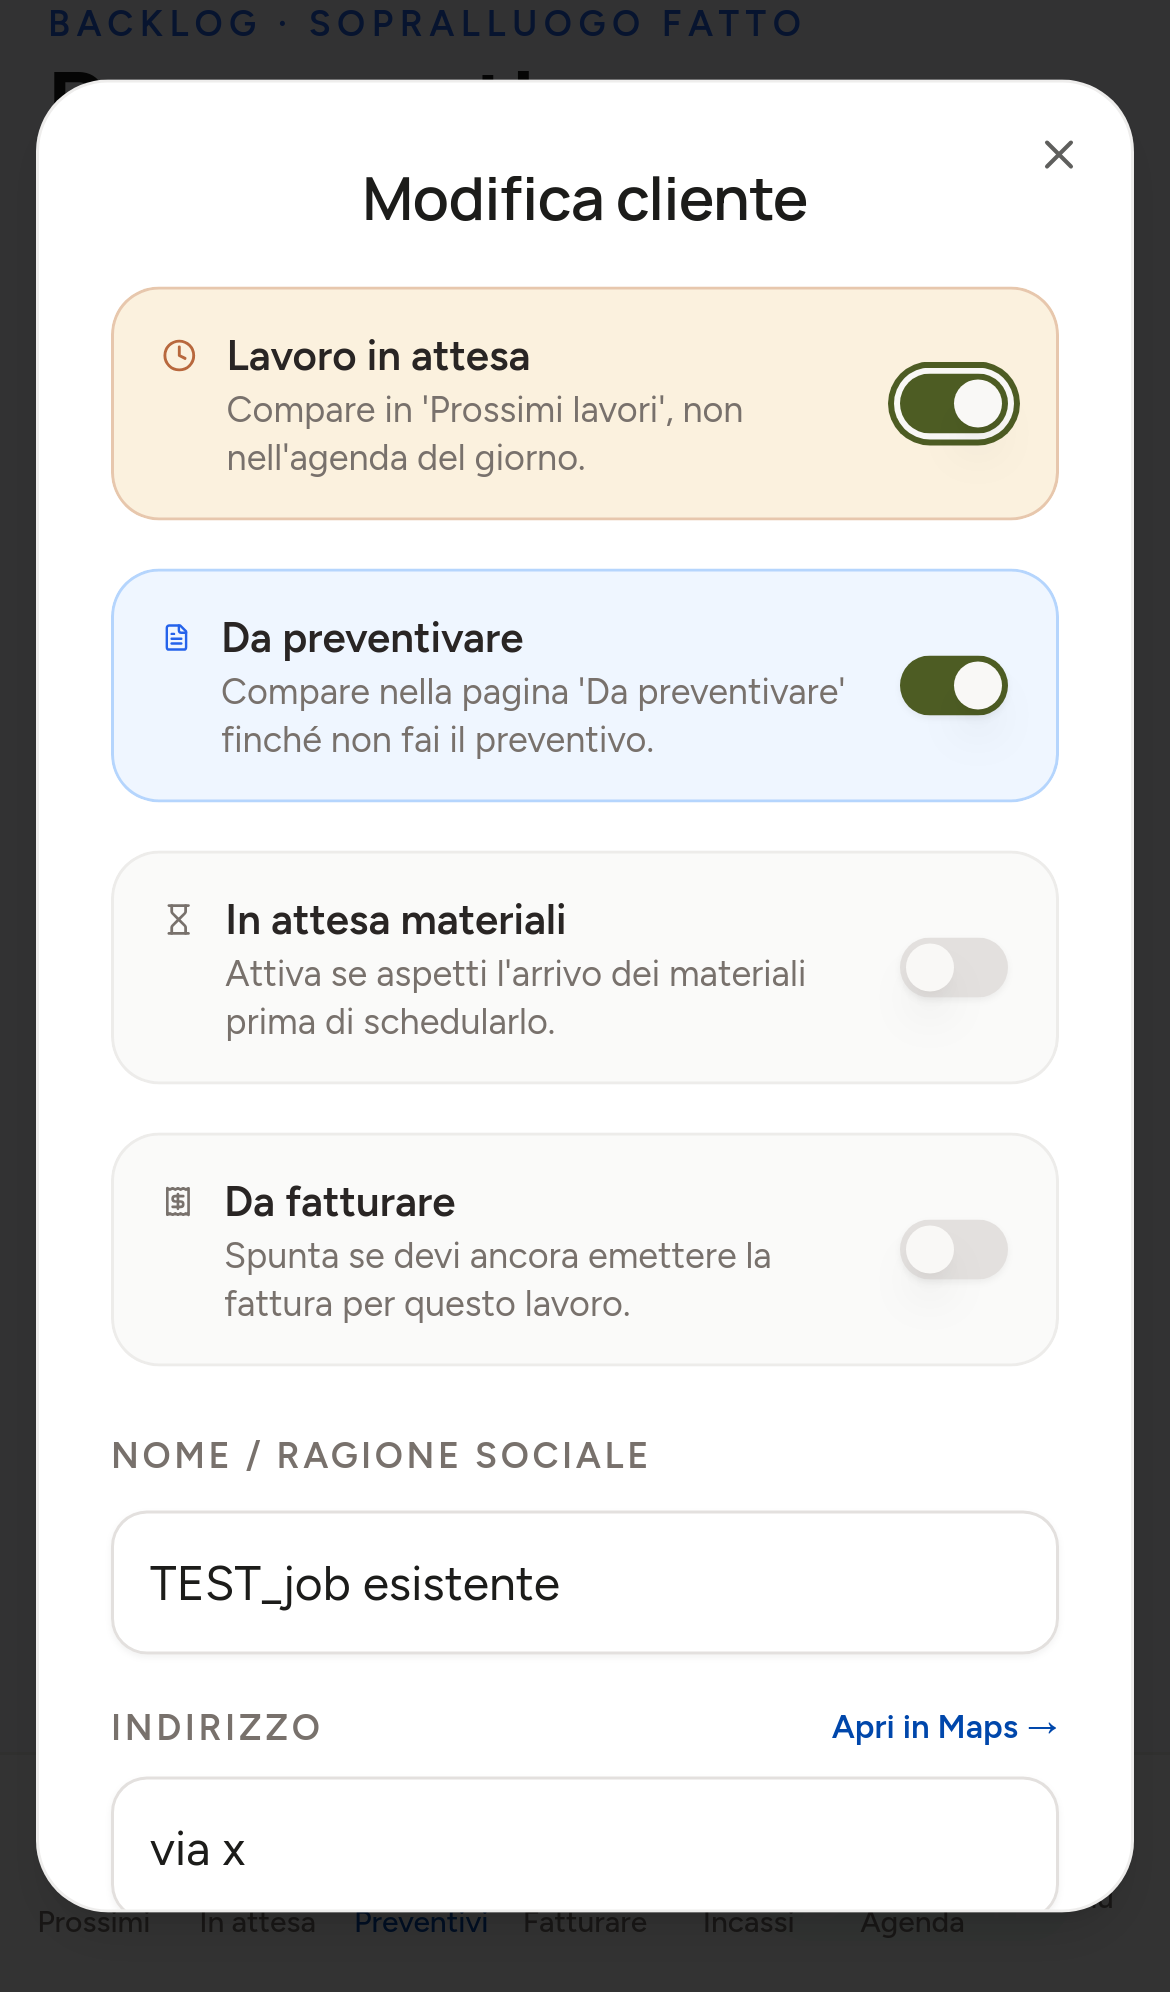 BACKLOG · SOPRALLUOGO FATTO
Modifica cliente
Lavoro in attesa
Compare in 'Prossimi lavori', non
nell'agenda del giorno.
Da preventivare
Compare nella pagina 'Da preventivare'
finché non fai il preventivo.
In attesa materiali
Attiva se aspetti l'arrivo dei materiali
prima di schedularlo.
Da fatturare
Spunta se devi ancora emettere la
fattura per questo lavoro.
NOME / RAGIONE SOCIALE
TEST_job esistente
INDIRIZZO Apri in Maps →
via x
Prossimi In attesa Preventivi Fatturare Incassi Agenda